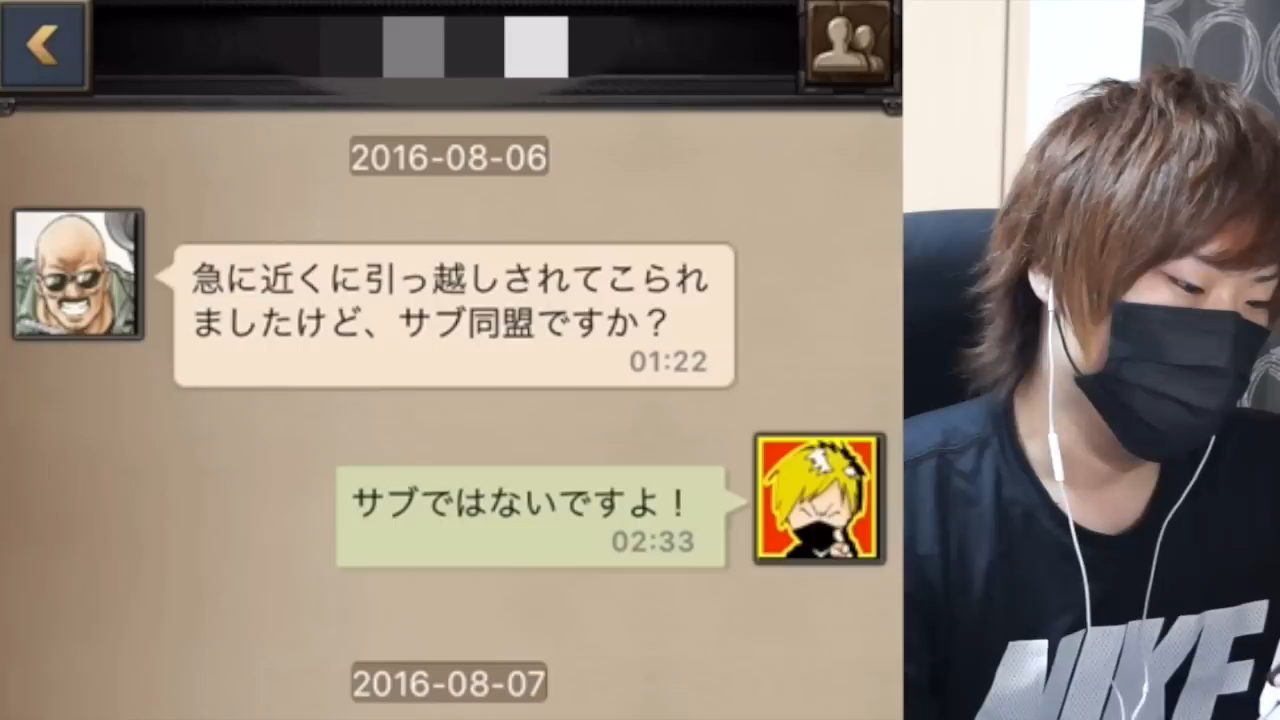 2016-08-06
急に近くに引っ越しされてこられ
ましたけど、サブ同盟ですか？
01:22
サブではないですよ！
02:33
2016-08-07
NIKE